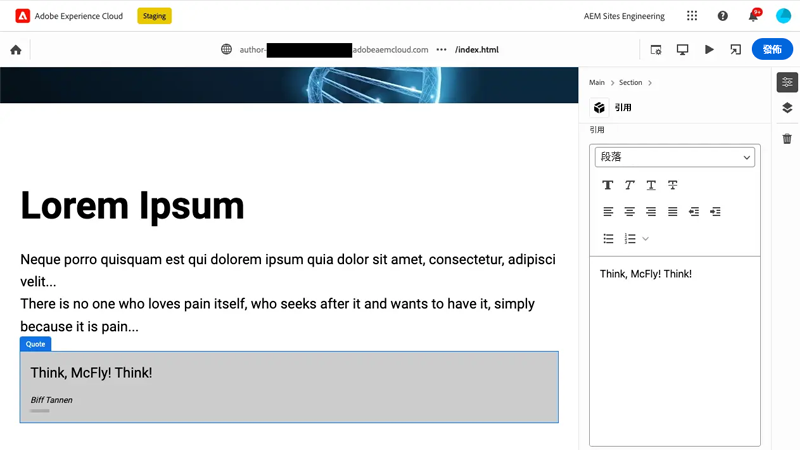 Adobe Experience Cloud
Staging
AEM Sites Engineering
9+
author-
adobeaemcloud.com
/index.html
發佈
Main
Section
引用
引用
段落
Lorem Ipsum
Neque porro quisquam est qui dolorem ipsum quia dolor sit amet, consectetur, adipisci
velit...
There is no one who loves pain itself, who seeks after it and wants to have it, simply
because it is pain...
Quote
Think, McFly! Think!
Biff Tannen
Think, McFly! Think!